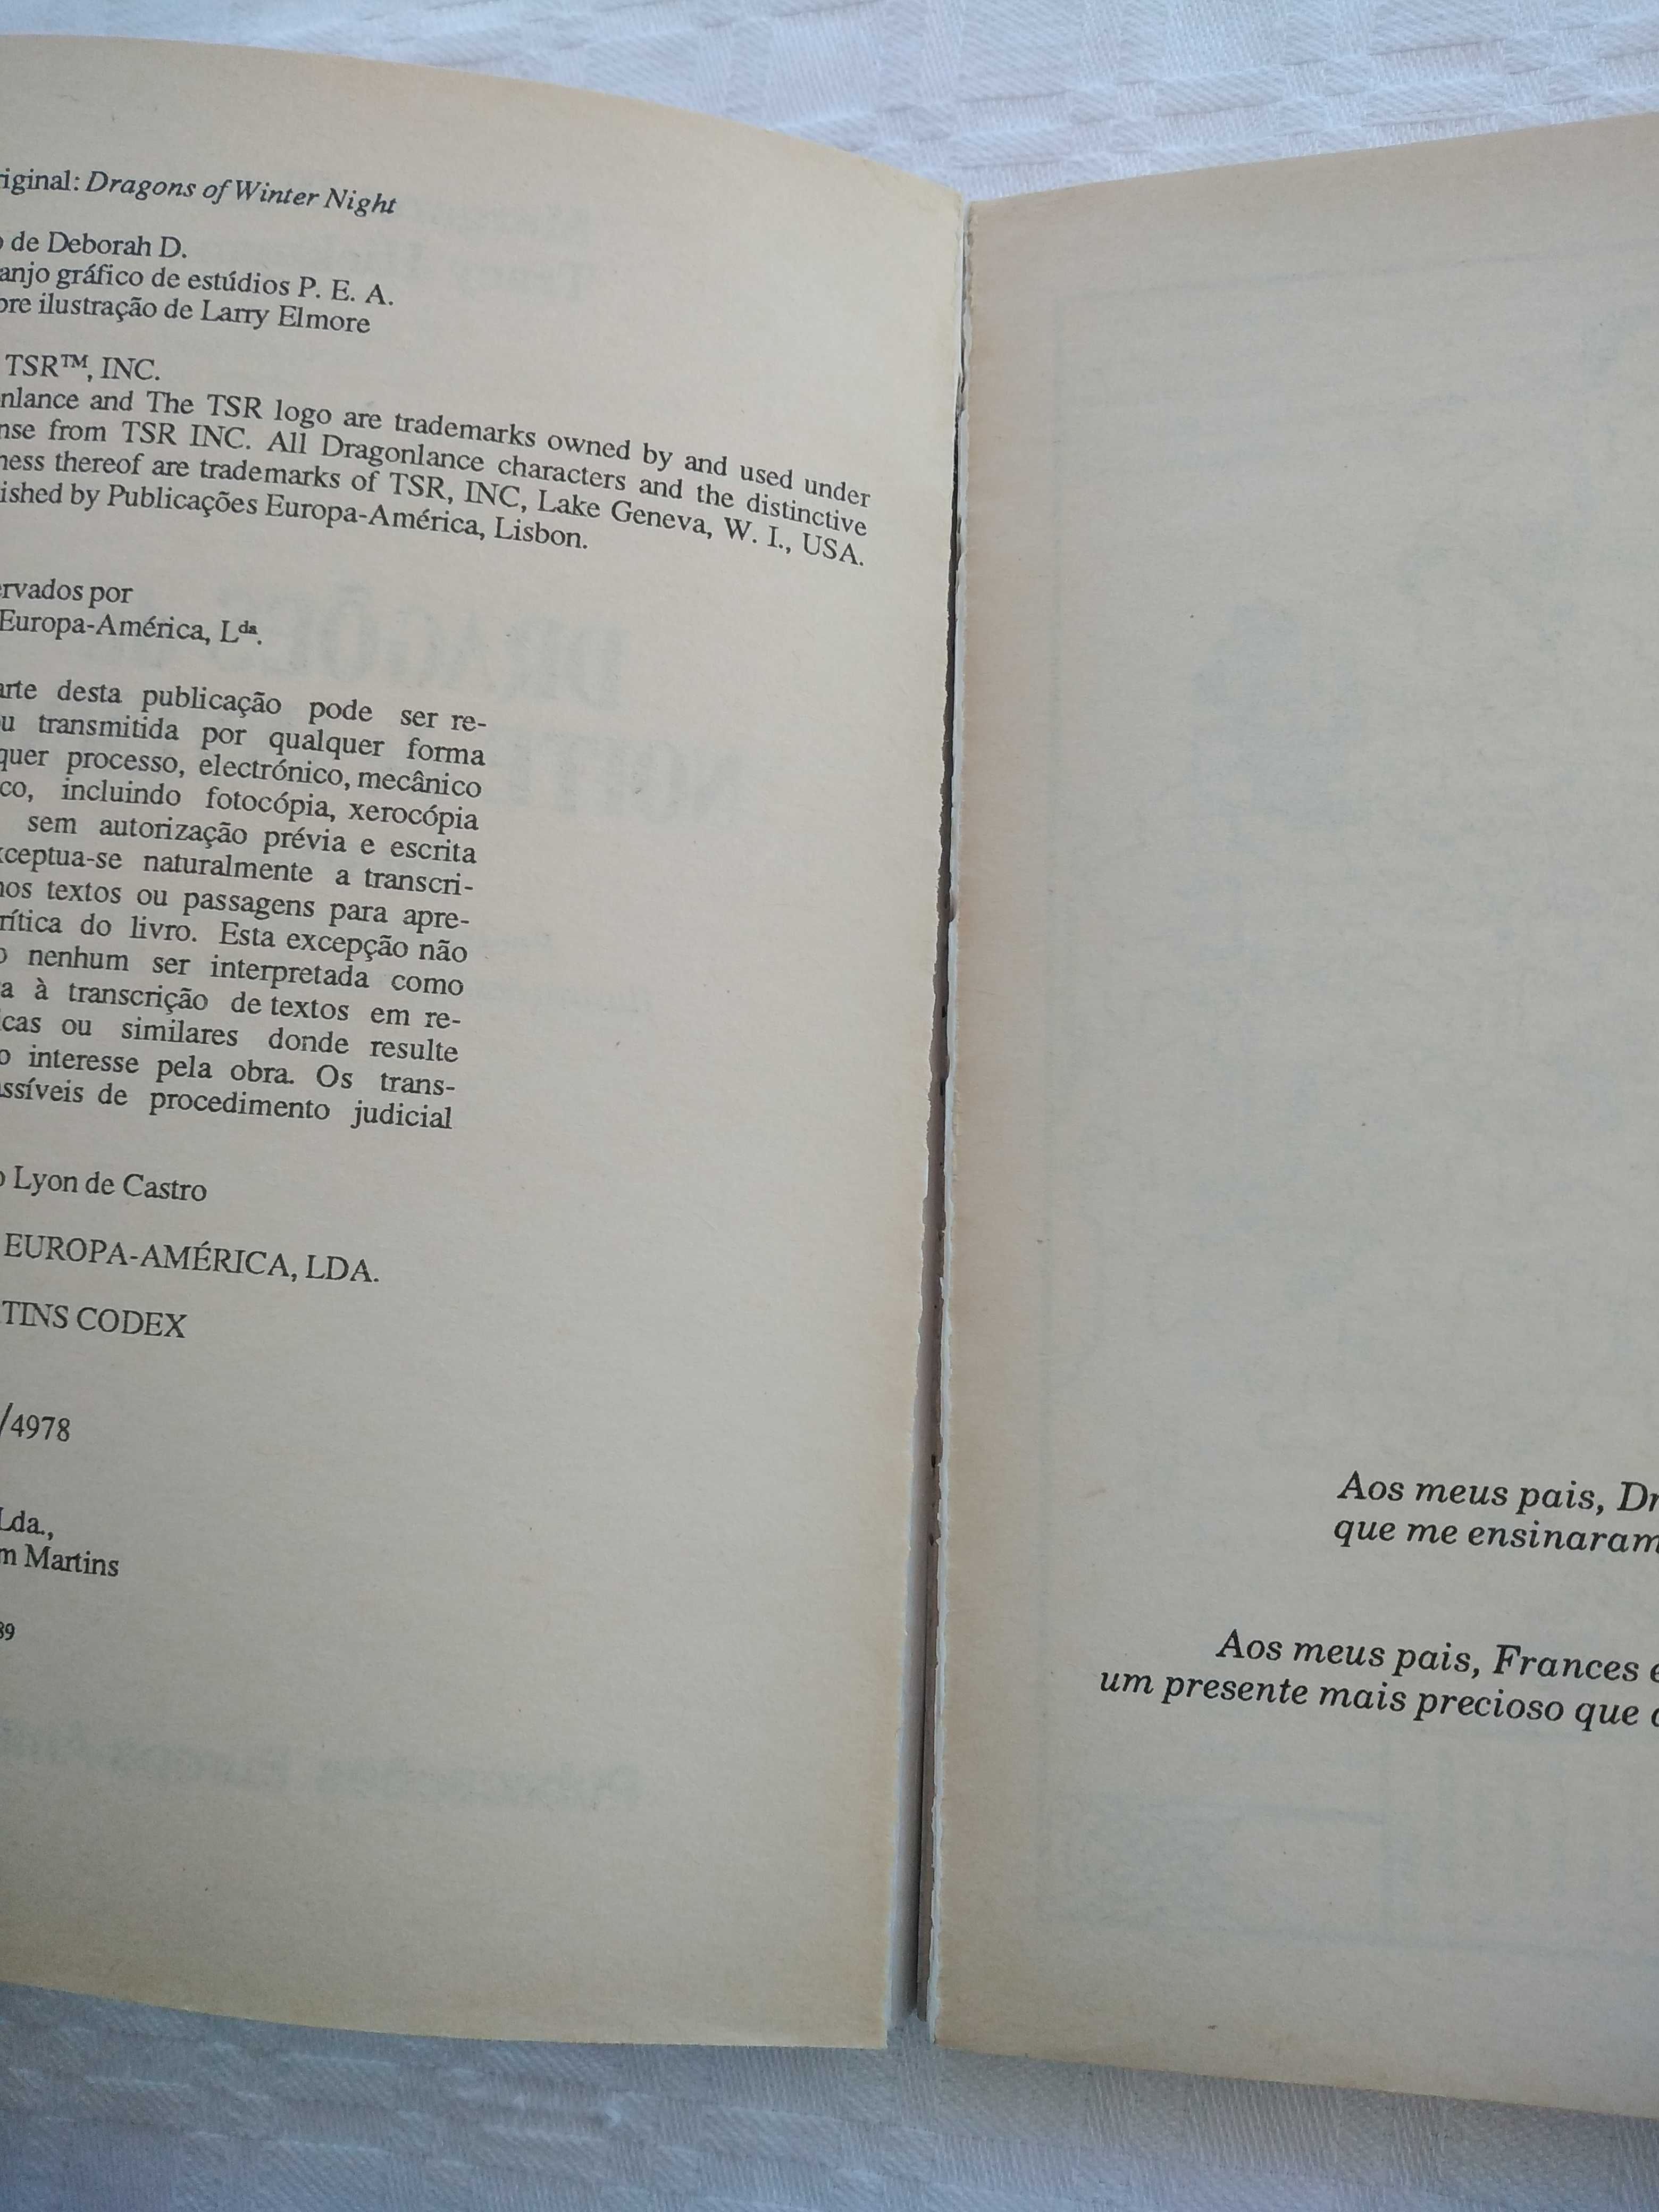 iginal: Dragons of Winter Night
o de Deborah D.
anjo gráfico de estúdios P. E. A.
bre ilustração de Larry Elmore
TSR™, INC.
nlance and The TSR logo are trademarks owned by and used under
nse from TSR INC. All Dragonlance characters and the distinctive
ness thereof are trademarks of TSR, INC, Lake Geneva, W. I., USA.
ished by Publicações Europa-América, Lisbon.
ervados por
Europa-América, Lda.
arte desta publicação pode ser re-
u transmitida por qualquer forma
quer processo, electrónico, mecânico
co, incluindo fotocópia, xerocópia
sem autorização prévia e escrita
xceptua-se naturalmente a transcri-
nos textos ou passagens para apre-
rítica do livro. Esta excepção não
o nenhum ser interpretada como
a à transcrição de textos em re-
icas ou similares donde resulte
o interesse pela obra. Os trans-
assíveis de procedimento judicial
o Lyon de Castro
EUROPA-AMÉRICA, LDA.
TINS CODEX
/4978
Lda.,
m Martins
89
Aos meus pais, Dr
que me ensinaram
Aos meus pais, Frances e
um presente mais precioso que